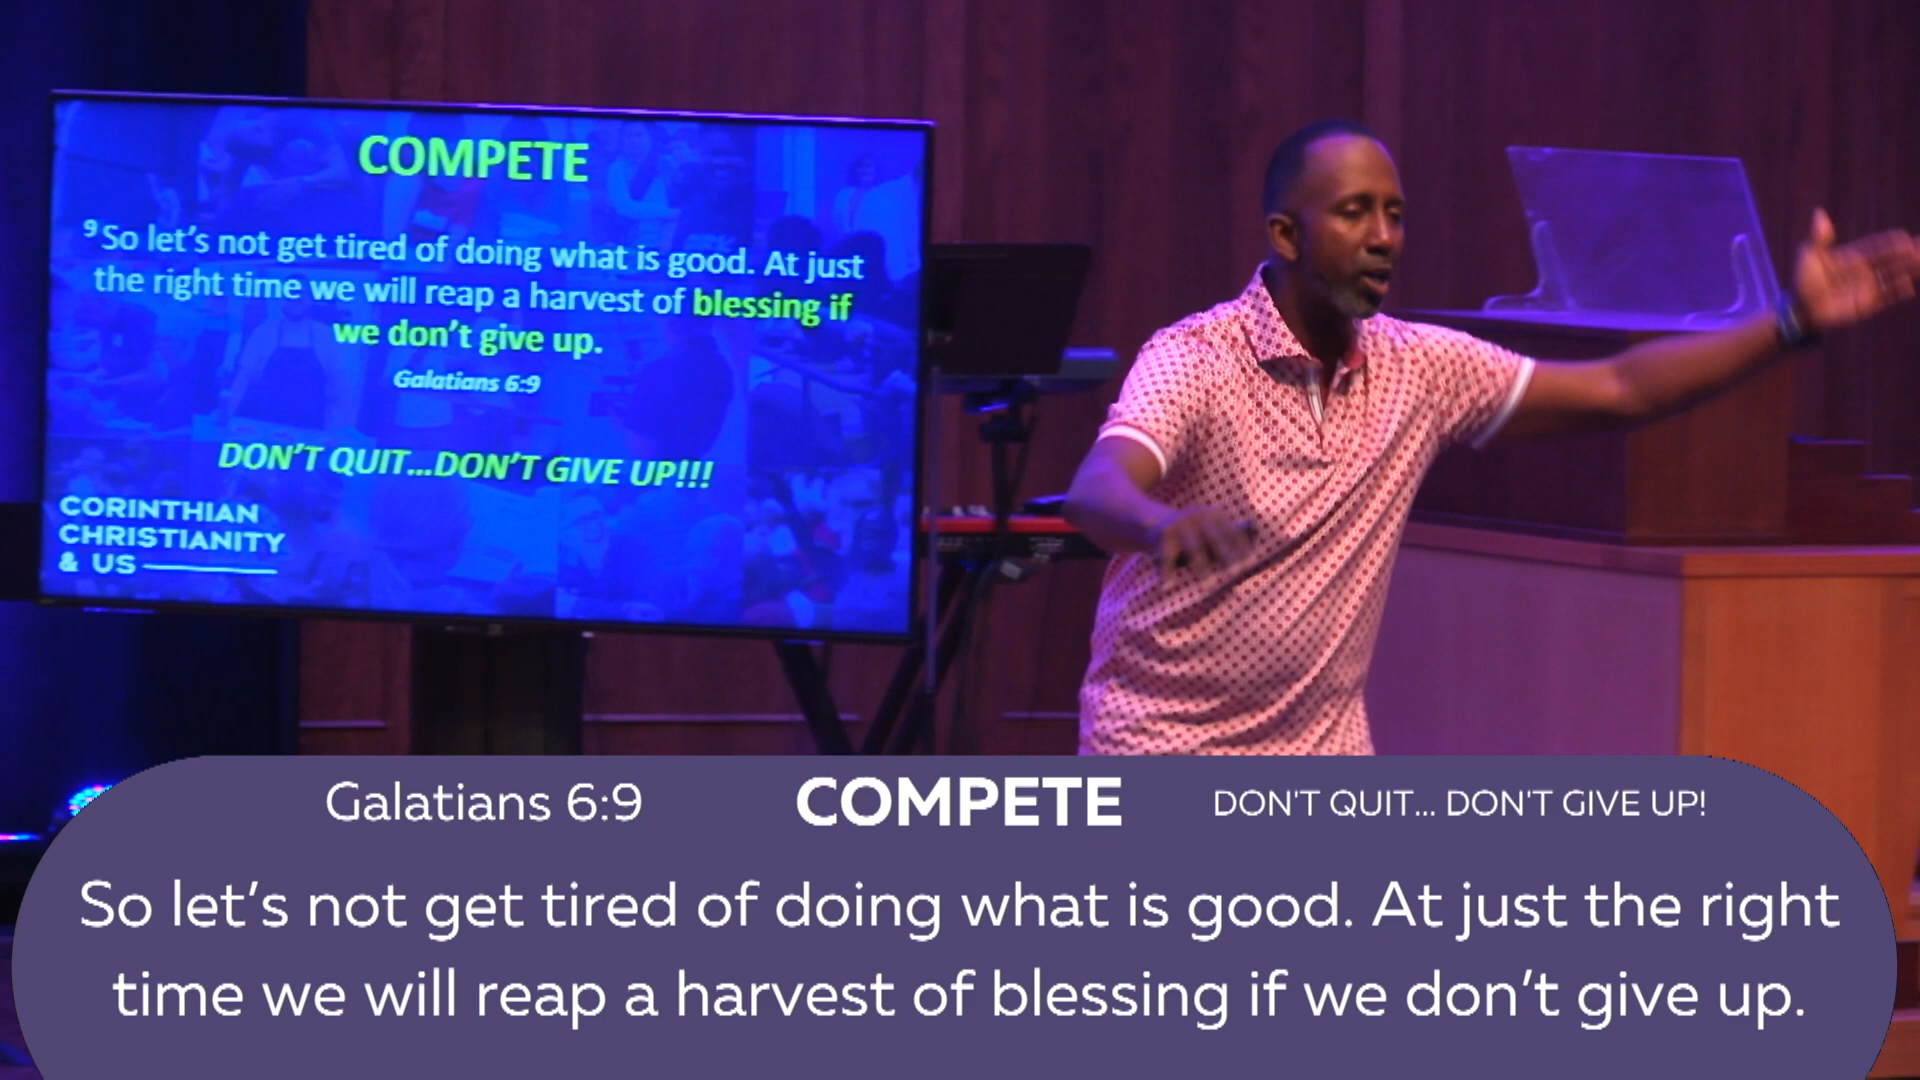 COMPETE
9 So let's not get tired of doing what is good. At just
the right time we will reap a harvest of blessing if
we don't give up.
Galatians 6:9
DON'T QUIT...DON'T GIVE UP!!!
CORINTHIAN
CHRISTIANITY
& US
Galatians 6:9 COMPETE DON'T QUIT... DON'T GIVE UP!
So let’s not get tired of doing what is good. At just the right
time we will reap a harvest of blessing if we don’t give up.